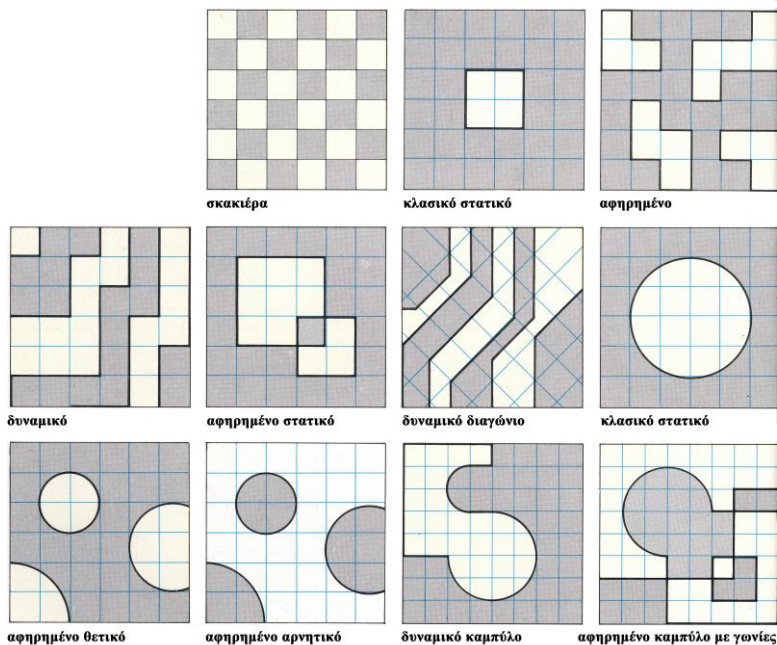 σκακιέρα
κλασικό στατικό
αφηρημένο
δυναμικό
αφηρημένο στατικό
δυναμικό διαγώνιο
κλασικό στατικό
αφηρημένο θετικό
αφηρημένο αρνητικό
δυναμικό καμπύλο
αφηρημένο καμπύλο με γωνίες